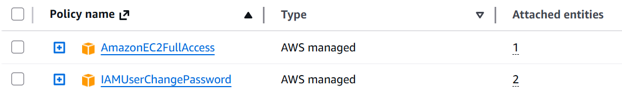 Policy name Type Attached entities
AmazonEC2FullAccess AWS managed 1
IAMUserChangePassword AWS managed 2